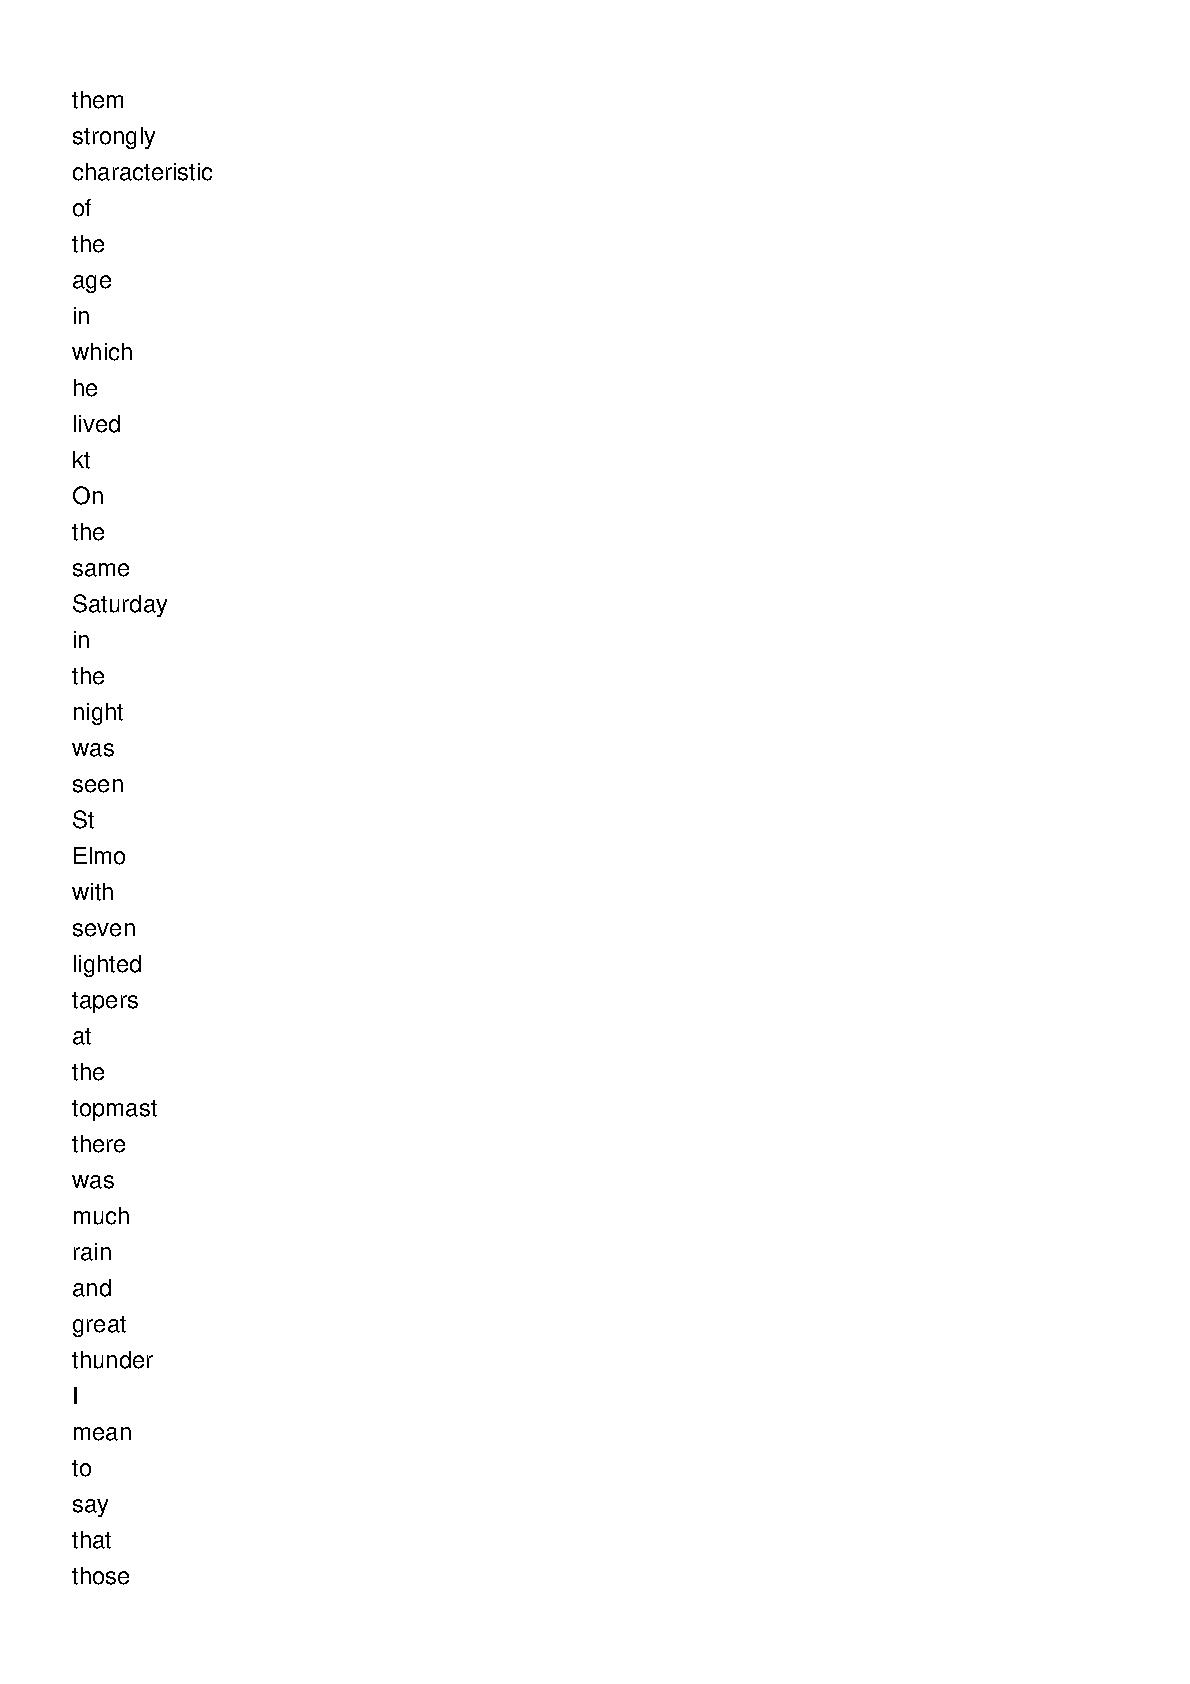 them
strongly
characteristic
of
the
age
in
which
he
lived
kt
On
the
same
Saturday
in
the
night
was
seen
St
Elmo
with
seven
lighted
tapers
at
the
topmast
there
was
much
rain
and
great
thunder
I
mean
to
say
that
those